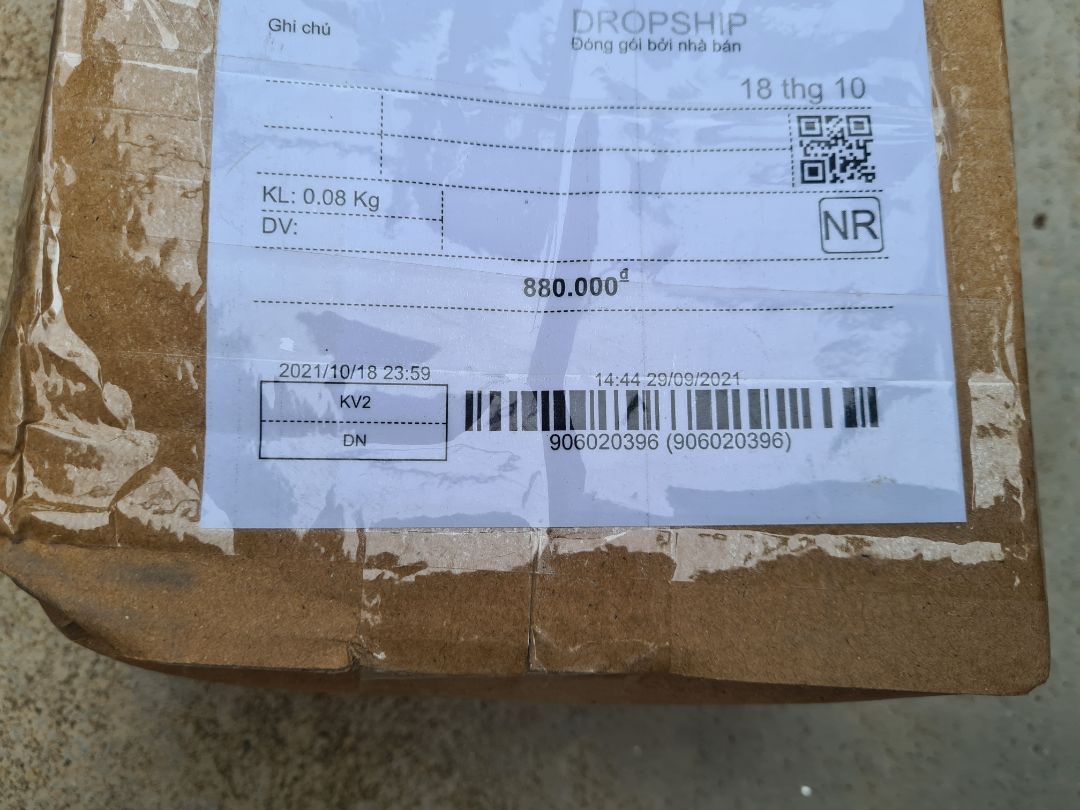 DROPSHIP
Ghi chú
Đóng gói bởi nhà bán
18 thg 10
KL: 0.08 Kg
DV:
NR
880.000đ
2021/10/18 23:59
14:44 29/09/2021
KV2
DN
906020396 (906020396)